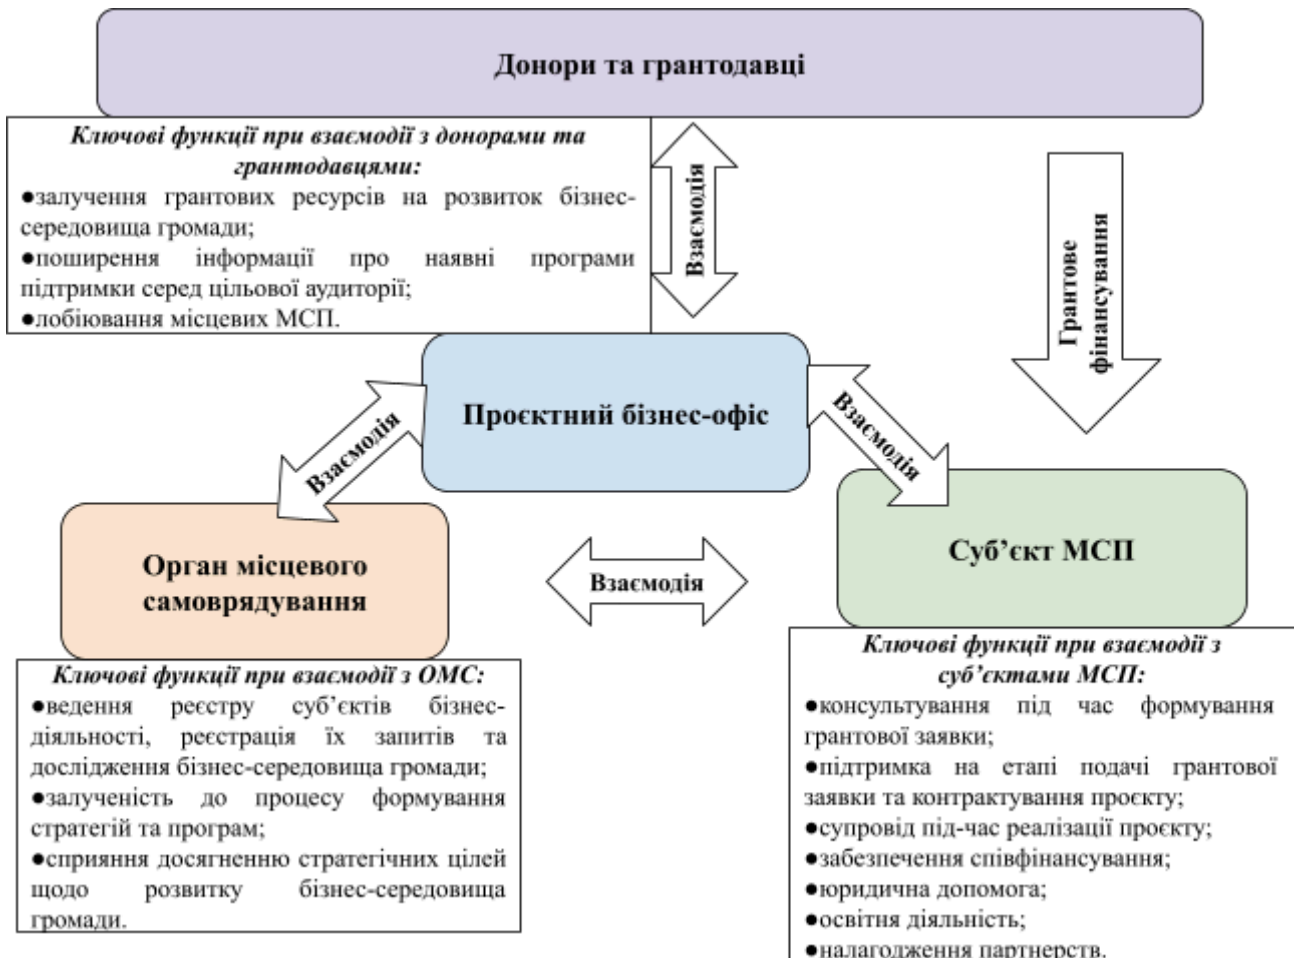 Донори та грантодавці
Ключові функції при взаємодії з донорами та
грантодавцями:
●залучення грантових ресурсів на розвиток бізнес-
середовища громади;
●поширення інформації про наявні програми
підтримки серед цільової аудиторії;
●лобіювання місцевих МСП.
Взаємодія
Грантове
фінансування
Проєктний бізнес-офіс
Взаємодія
Взаємодія
Орган місцевого
самоврядування
Взаємодія
Суб’єкт МСП
Ключові функції при взаємодії з ОМС:
●ведення реєстру суб’єктів бізнес-
діяльності, реєстрація їх запитів та
дослідження бізнес-середовища громади;
●залученість до процесу формування
стратегій та програм;
●сприяння досягненню стратегічних цілей
щодо розвитку бізнес-середовища
громади.
Ключові функції при взаємодії з
суб’єктами МСП:
●консультування під час формування
грантової заявки;
●підтримка на етапі подачі грантової
заявки та контрактування проєкту;
●супровід під-час реалізації проєкту;
●забезпечення співфінансування;
●юридична допомога;
●освітня діяльність;
●налагодження партнерств.